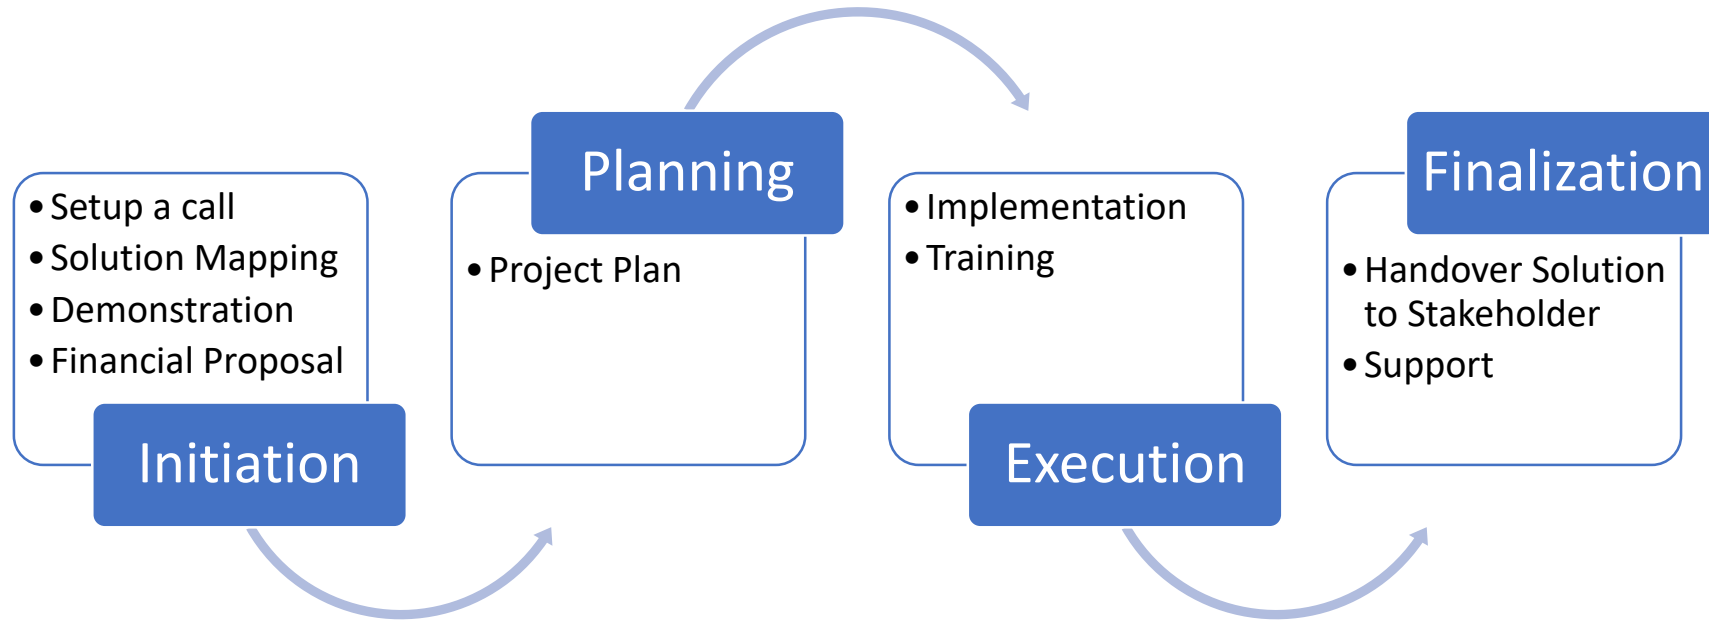 • Setup a call
• Solution Mapping
• Demonstration
• Financial Proposal
Initiation
Planning
• Project Plan
• Implementation
• Training
Execution
Finalization
• Handover Solution
to Stakeholder
• Support